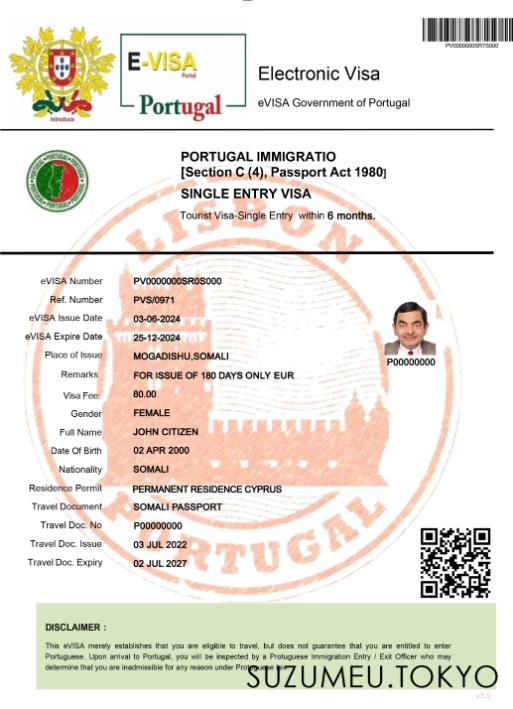 PV0000000SR7S000
E-VISA
Portal
Portugal
Introduce
Electronic Visa
eVISA Government of Portugal
PORTUGAL IMMIGRATIO
[Section C (4), Passport Act 1980]
SINGLE ENTRY VISA
Tourist Visa-Single Entry within 6 months.
LISBON
PORTUGAL
eVISA Number PV0000000SR0S000
Ref. Number PVS/0971
eVISA Issue Date 03-06-2024
eVISA Expire Date 25-12-2024
Place of Issue MOGADISHU,SOMALI
Remarks FOR ISSUE OF 180 DAYS ONLY EUR
Visa Fee 80.00
Gender FEMALE
Full Name JOHN CITIZEN
Date Of Birth 02 APR 2000
Nationality SOMALI
Residence Permit PERMANENT RESIDENCE CYPRUS
Travel Document SOMALI PASSPORT
Travel Doc. No P00000000
Travel Doc. Issue 03 JUL 2022
Travel Doc. Expiry 02 JUL 2027
P00000000
DISCLAIMER :
This eVISA merely establishes that you are eligible to travel, but does not guarantee that you are entitled to enter
Portuguese. Upon arrival to Portugal, you will be inspected by a Protuguese Immigration Entry / Exit Officer who may
determine that you are inadmissible for any reason under Protuguese law.
SUZUMEU.TOKYO
v3.0